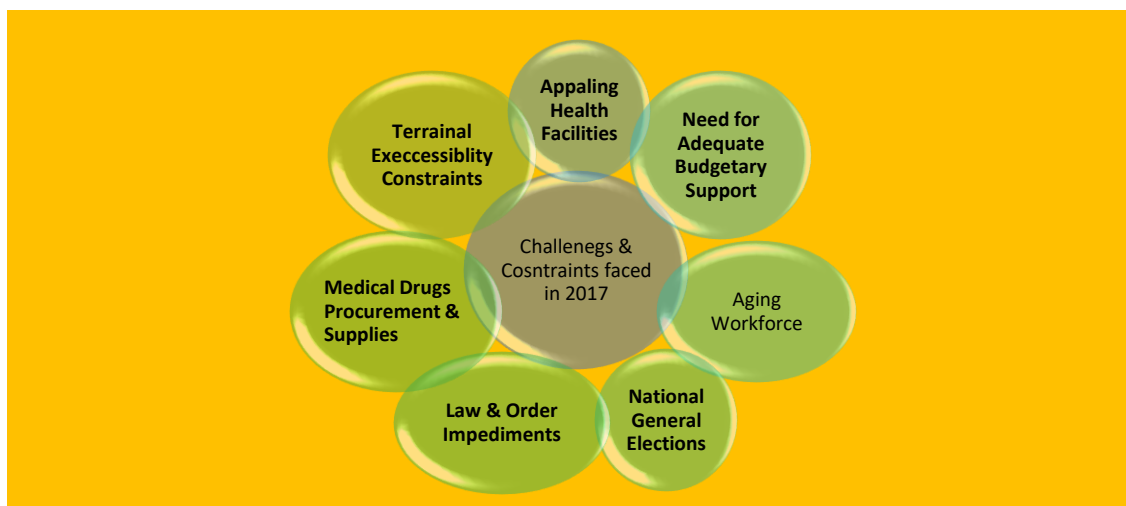 Appaling
Health
Facilities
Need for
Adequate
Budgetary
Support
Terrainal
Execcessiblity
Constraints
Challenegs &
Cosntraints faced
in 2017
Aging
Workforce
Medical Drugs
Procurement &
Supplies
National
General
Elections
Law & Order
Impediments